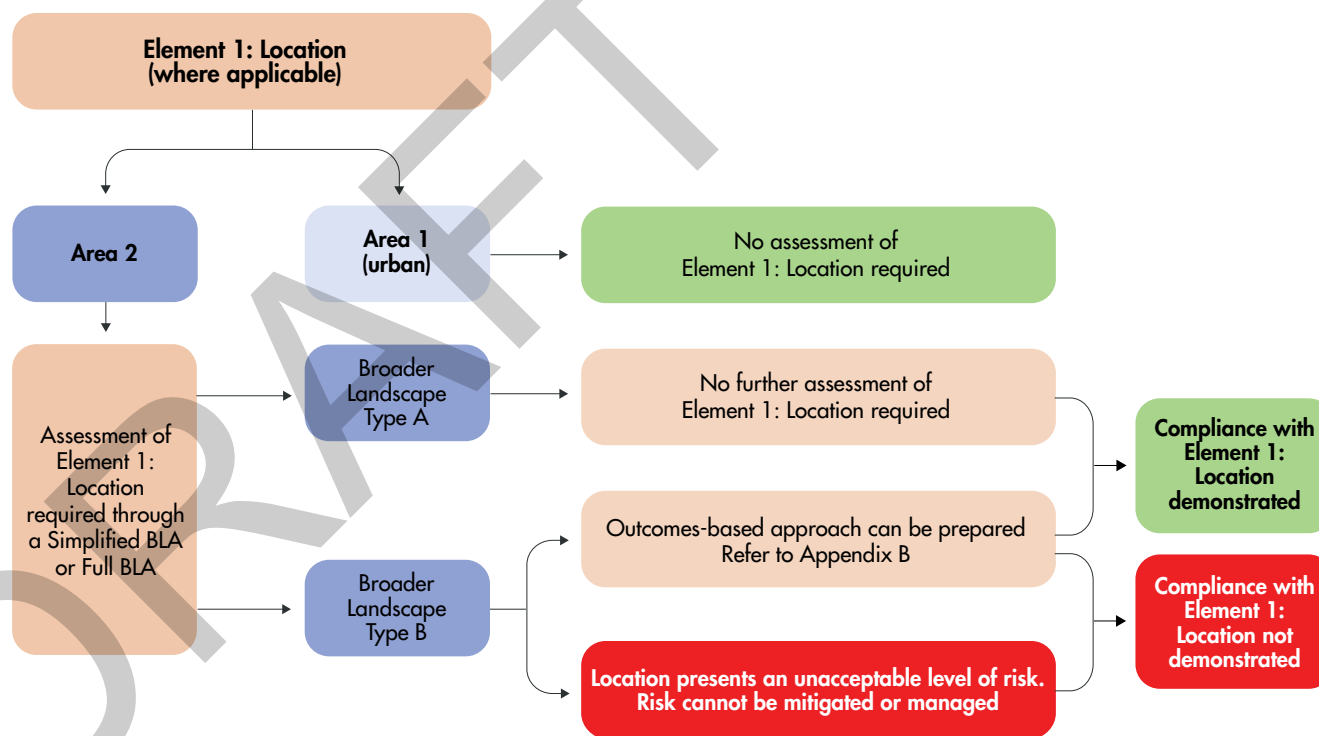 Element 1: Location
(where applicable)
Area 2
Area 1
(urban)
No assessment of
Element 1: Location required
Assessment of
Element 1:
Location
required through
a Simplified BLA
or Full BLA
Broader
Landscape
Type A
No further assessment of
Element 1: Location required
Broader
Landscape
Type B
Outcomes-based approach can be prepared
Refer to Appendix B
Location presents an unacceptable level of risk.
Risk cannot be mitigated or managed
Compliance with
Element 1:
Location
demonstrated
Compliance with
Element 1:
Location not
demonstrated
DRAFT